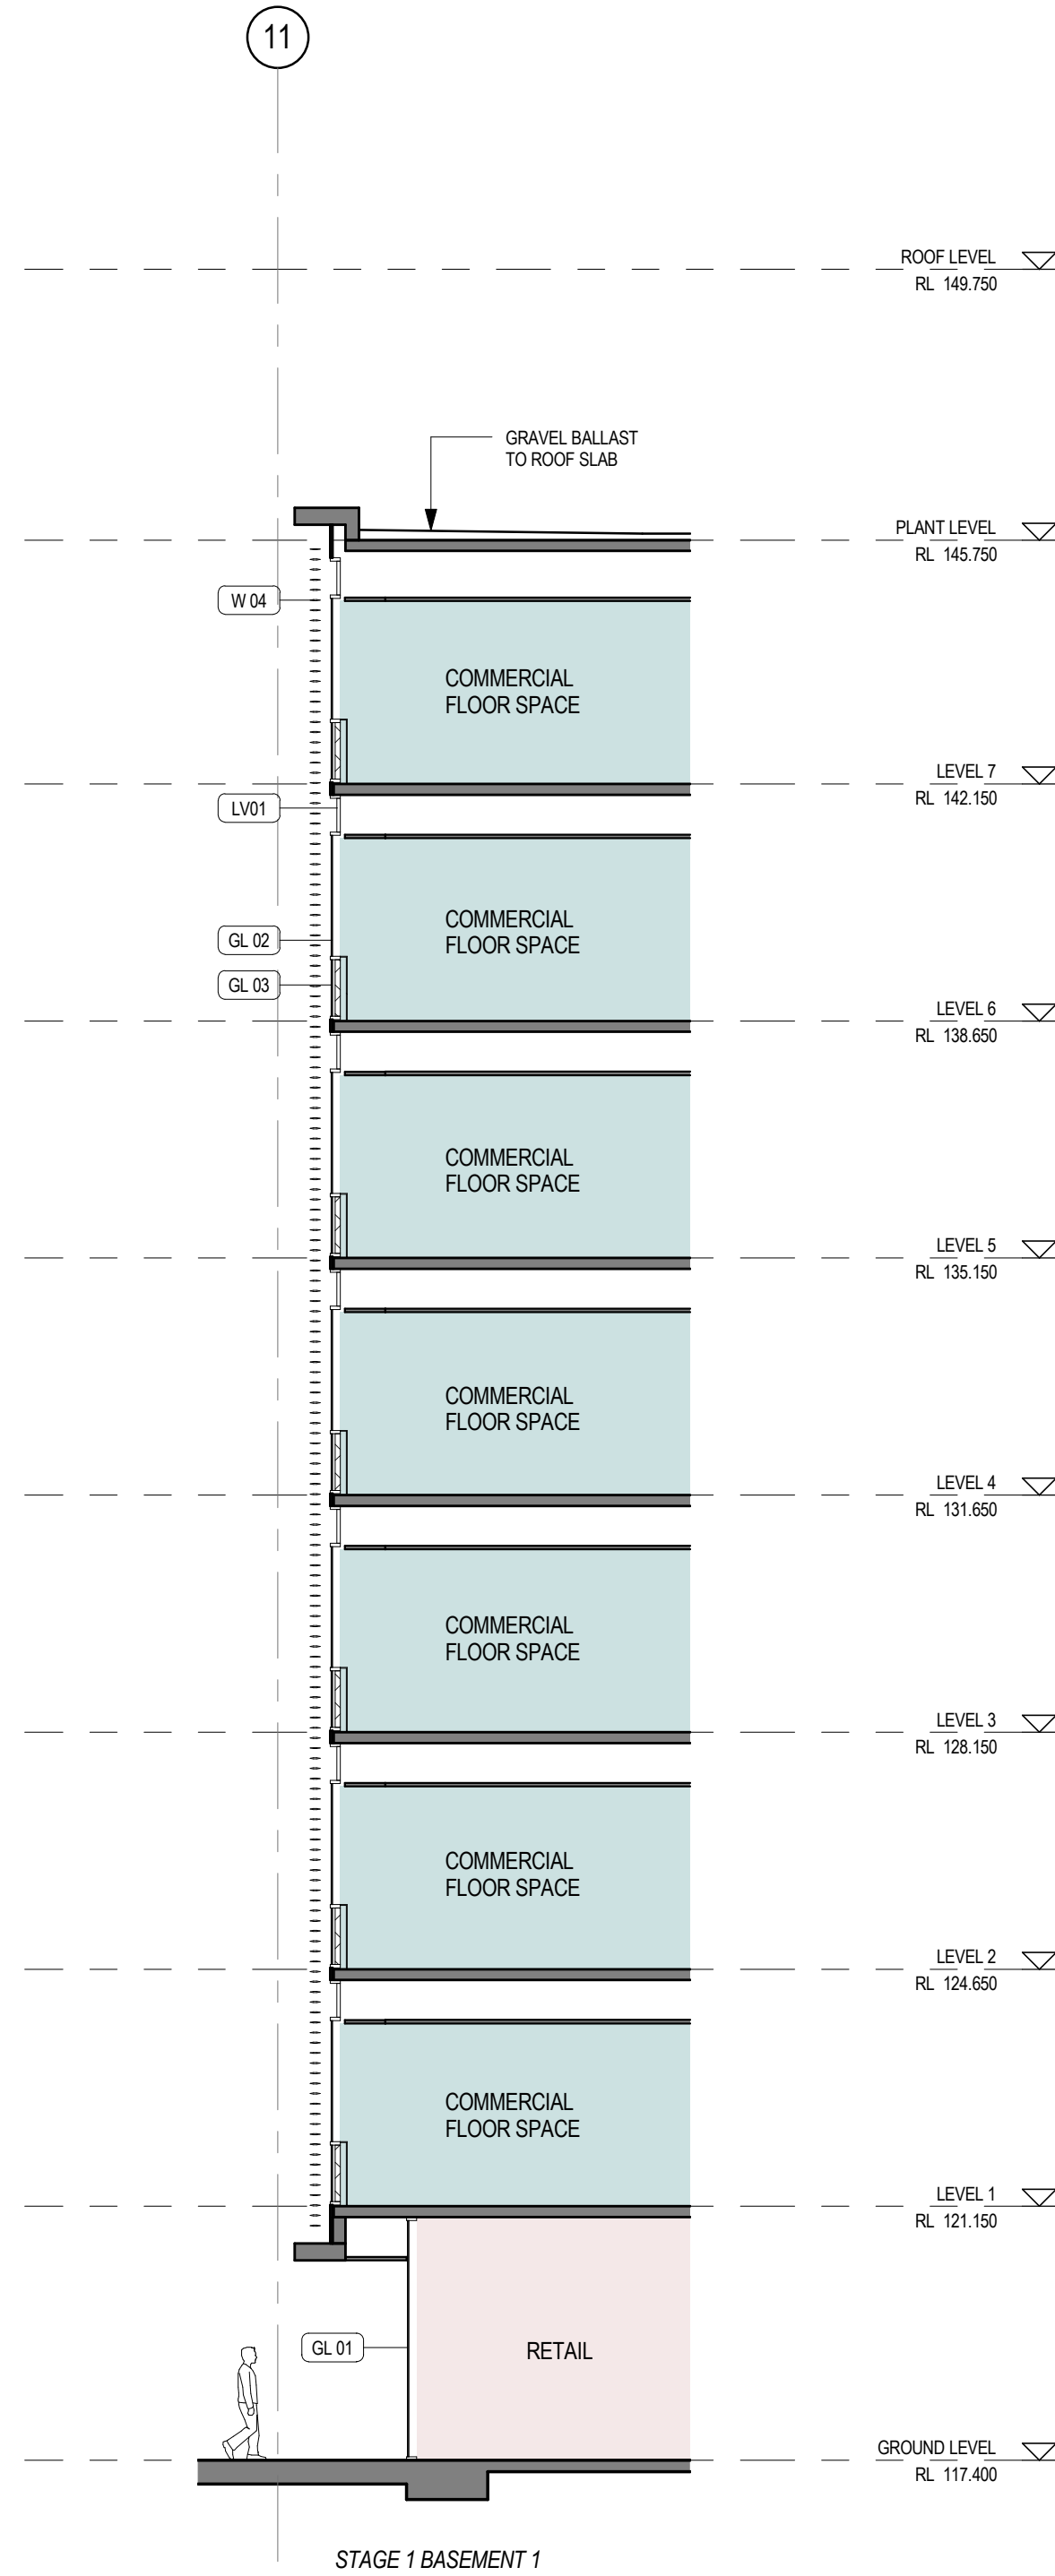 11
ROOF LEVEL
RL 149.750
GRAVEL BALLAST
TO ROOF SLAB
PLANT LEVEL
RL 145.750
W 04
COMMERCIAL
FLOOR SPACE
LEVEL 7
RL 142.150
LV01
COMMERCIAL
FLOOR SPACE
GL 02
GL 03
LEVEL 6
RL 138.650
COMMERCIAL
FLOOR SPACE
LEVEL 5
RL 135.150
COMMERCIAL
FLOOR SPACE
LEVEL 4
RL 131.650
COMMERCIAL
FLOOR SPACE
LEVEL 3
RL 128.150
COMMERCIAL
FLOOR SPACE
LEVEL 2
RL 124.650
COMMERCIAL
FLOOR SPACE
LEVEL 1
RL 121.150
GL 01
RETAIL
GROUND LEVEL
RL 117.400
STAGE 1 BASEMENT 1